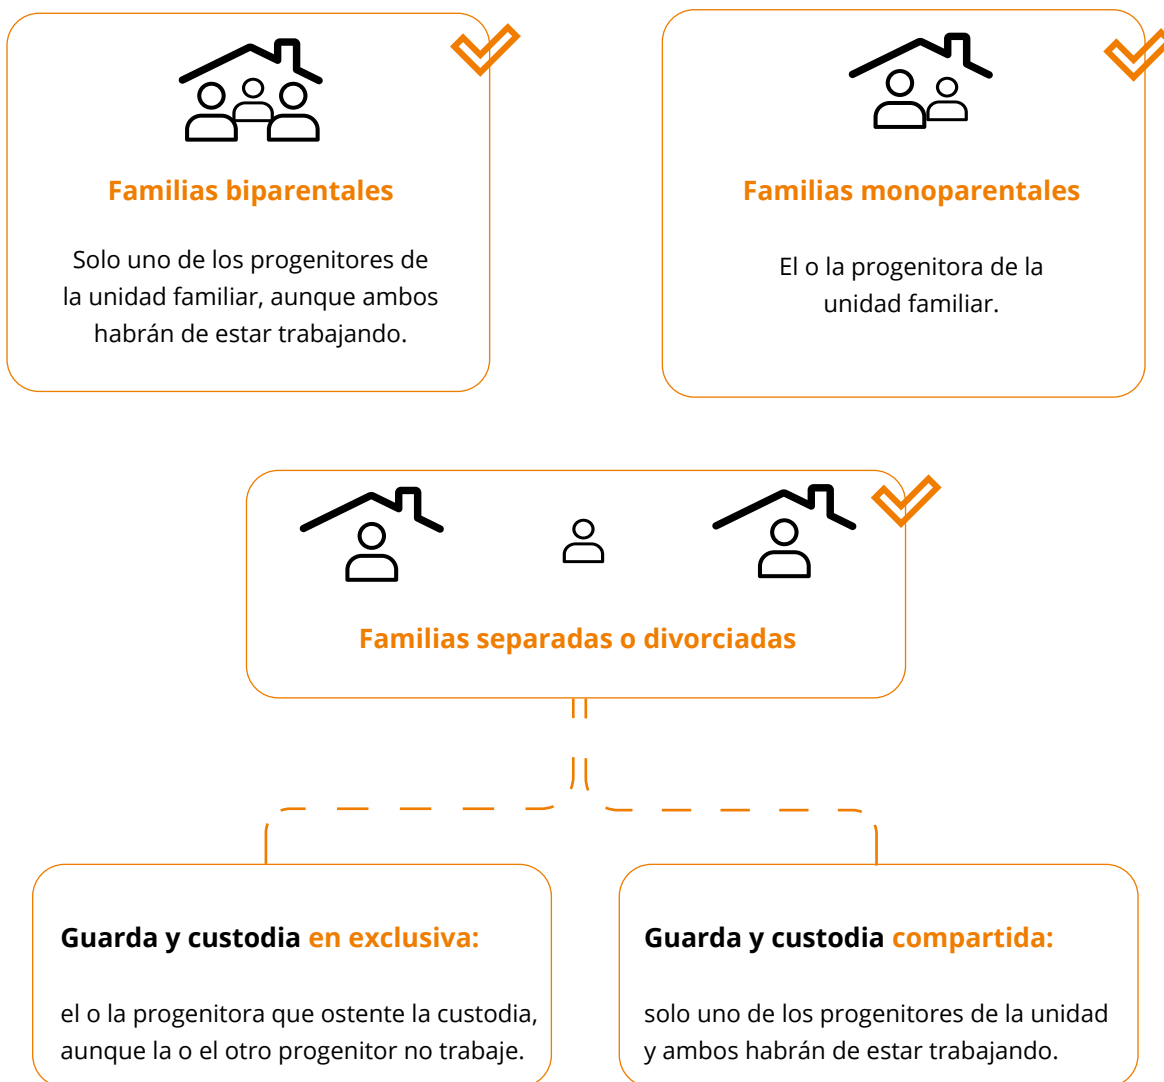 Familias biparentales
Solo uno de los progenitores de
la unidad familiar, aunque ambos
habrán de estar trabajando.
Familias monoparentales
El o la progenitora de la
unidad familiar.
Familias separadas o divorciadas
Guarda y custodia en exclusiva:
el o la progenitora que ostente la custodia,
aunque la o el otro progenitor no trabaje.
Guarda y custodia compartida:
solo uno de los progenitores de la unidad
y ambos habrán de estar trabajando.